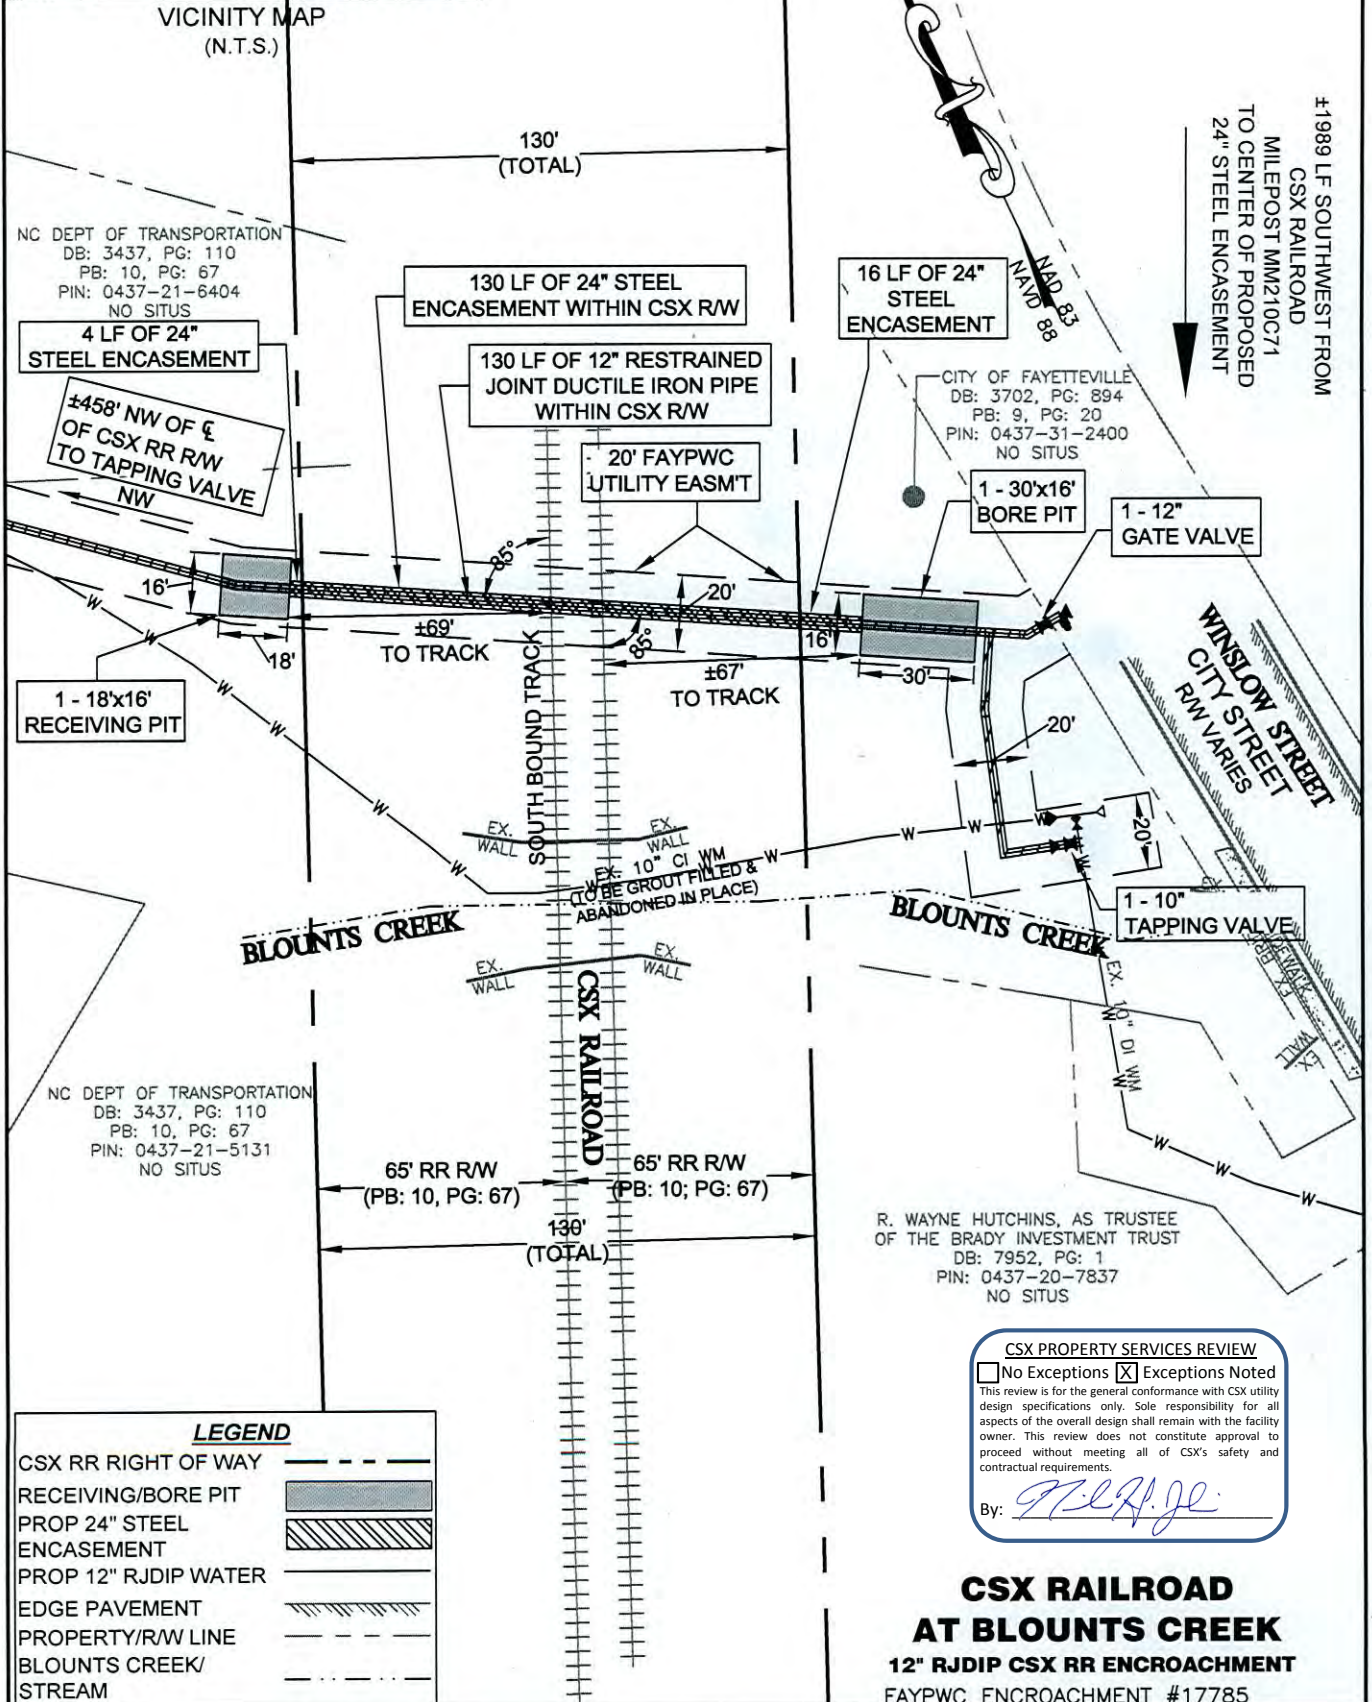 VICINITY MAP
(N.T.S.)
130'
(TOTAL)
±1989 LF SOUTHWEST FROM
CSX RAILROAD
MILEPOST MM210C71
TO CENTER OF PROPOSED
24" STEEL ENCASEMENT
NAD 83
NAVD 88
NC DEPT OF TRANSPORTATION
DB: 3437, PG: 110
PB: 10, PG: 67
PIN: 0437-21-6404
NO SITUS
4 LF OF 24"
STEEL ENCASEMENT
130 LF OF 24" STEEL
ENCASEMENT WITHIN CSX R/W
130 LF OF 12" RESTRAINED
JOINT DUCTILE IRON PIPE
WITHIN CSX R/W
16 LF OF 24"
STEEL
ENCASEMENT
CITY OF FAYETTEVILLE
DB: 3702, PG: 894
PB: 9, PG: 20
PIN: 0437-31-2400
NO SITUS
±458' NW OF ℄
OF CSX RR R/W
TO TAPPING VALVE
NW
20' FAYPWC
UTILITY EASM'T
1 - 30'x16'
BORE PIT
1 - 12"
GATE VALVE
85°
16'
20'
±69'
TO TRACK
85°
16'
18'
±67'
TO TRACK
30'
1 - 18'x16'
RECEIVING PIT
SOUTH BOUND TRACK
WINSLOW STREET
CITY STREET
R/W VARIES
20'
20'
W
W
W
W
W
W
W
W
W
W
W
EX.
WALL
EX.
WALL
EX. 10" CI WM
(TO BE GROUT FILLED &
ABANDONED IN PLACE)
BLOUNTS CREEK
BLOUNTS CREEK
1 - 10"
TAPPING VALVE
EX.
WALL
EX.
WALL
EX. 10" DI WM
W
W
W
W
W
EX.
WALL
CSX RAILROAD
NC DEPT OF TRANSPORTATION
DB: 3437, PG: 110
PB: 10, PG: 67
PIN: 0437-21-5131
NO SITUS
65' RR R/W
(PB: 10, PG: 67)
65' RR R/W
(PB: 10; PG: 67)
130'
(TOTAL)
R. WAYNE HUTCHINS, AS TRUSTEE
OF THE BRADY INVESTMENT TRUST
DB: 7952, PG: 1
PIN: 0437-20-7837
NO SITUS
CSX PROPERTY SERVICES REVIEW
No Exceptions X Exceptions Noted
This review is for the general conformance with CSX utility
design specifications only. Sole responsibility for all
aspects of the overall design shall remain with the facility
owner. This review does not constitute approval to
proceed without meeting all of CSX's safety and
contractual requirements.
By:
LEGEND
CSX RR RIGHT OF WAY
RECEIVING/BORE PIT
PROP 24" STEEL
ENCASEMENT
PROP 12" RJDIP WATER
EDGE PAVEMENT
PROPERTY/R/W LINE
BLOUNTS CREEK/
STREAM
CSX RAILROAD
AT BLOUNTS CREEK
12" RJDIP CSX RR ENCROACHMENT
FAYPWC ENCROACHMENT #17785